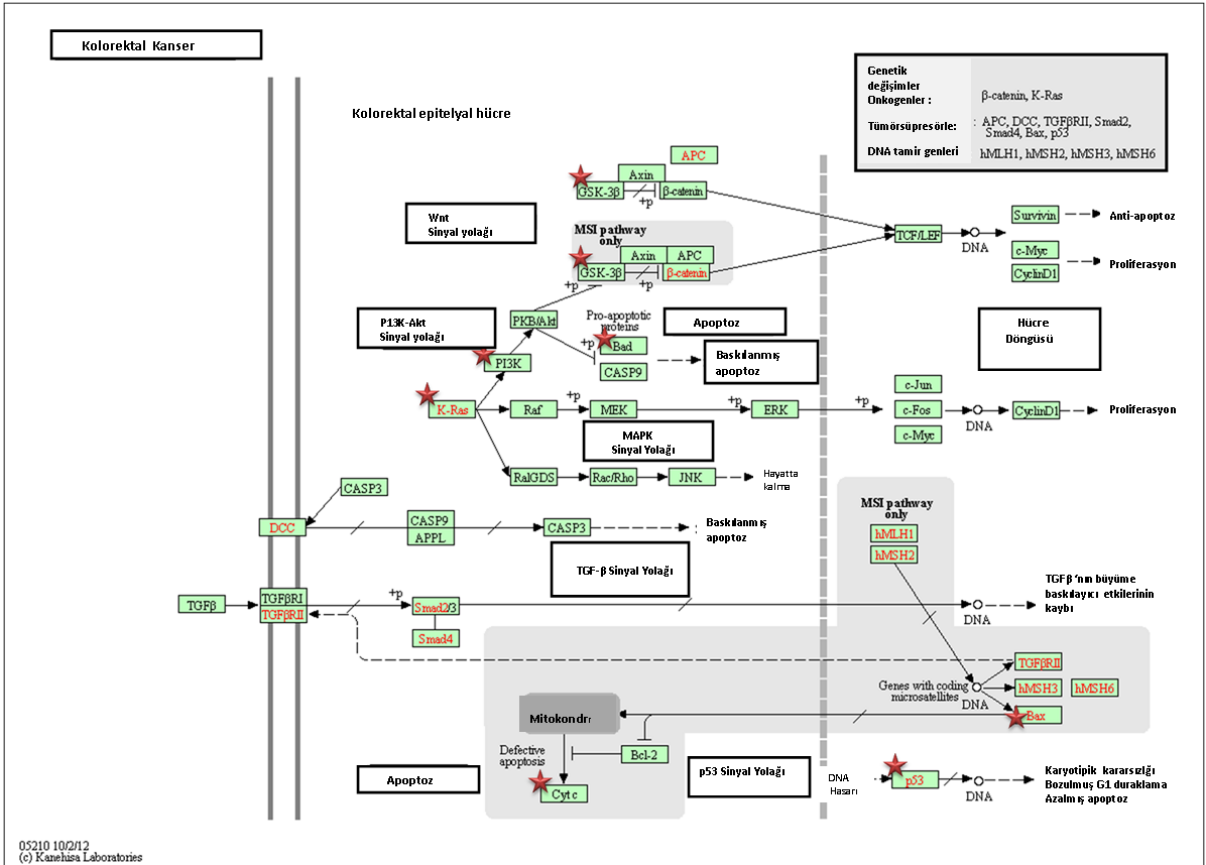 Kolorektal Kanser
Genetik
değişimler
Onkogenler :
β-catenin, K-Ras
Tümörsüpresörle:
: APC, DCC, TGFβRII, Smad2,
Smad4, Bax, p53
DNA tamir genleri
hMLH1, hMSH2, hMSH3, hMSH6
Kolorektal epitelyal hücre
APC
Axin
GSK-3β
β-catenin
+p
Wnt
Sinyal yolağı
MSI pathway
only
Axin
APC
GSK-3β
β-catenin
+p
+p
TCF/LEF
DNA
Survivin
Anti-apoptoz
c-Myc
CyclinD1
Proliferasyon
P13K-Akt
Sinyal yolağı
PKB/Akt
Pro-apoptotic
proteins
+p
Bad
CASP9
Apoptoz
Baskılanmış
apoptoz
Hücre
Döngüsü
PI3K
K-Ras
Raf
+p
MEK
+p
ERK
+p
c-Jun
c-Fos
c-Myc
DNA
CyclinD1
Proliferasyon
MAPK
Sinyal Yolağı
RalGDS
Rac/Rho
JNK
Hayatta
kalma
CASP3
DCC
CASP9
APPL
CASP3
Baskılanmış
apoptoz
MSI pathway
only
hMLH1
hMSH2
TGF-β Sinyal Yolağı
TGFβ
TGFβRI
TGFβRII
+p
Smad2/3
Smad4
DNA
TGFβ'nın büyüme
baskılayıcı etkilerinin
kaybı
TGFβRII
Genes with coding
microsatellites
DNA
hMSH3
hMSH6
Bax
Mitokondrı
Defective
apoptosis
Bcl-2
Cyt c
Apoptoz
p53 Sinyal Yolağı
DNA
Hasarı
p53
DNA
Karyotipik kararsızlğı
Bozulmuş G1 duraklama
Azalmış apoptoz
05210 10/2/12
(c) Kanehisa Laboratories